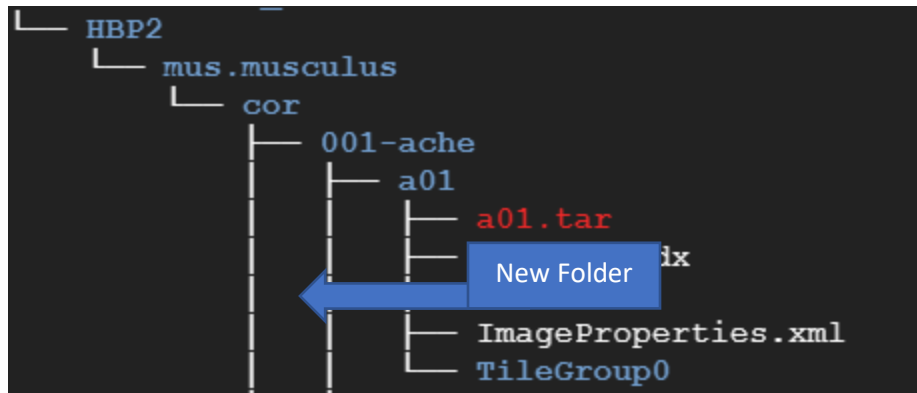 HBP2
mus.musculus
cor
001-ache
a01
a01.tar
dx
New Folder
ImageProperties.xml
TileGroup0